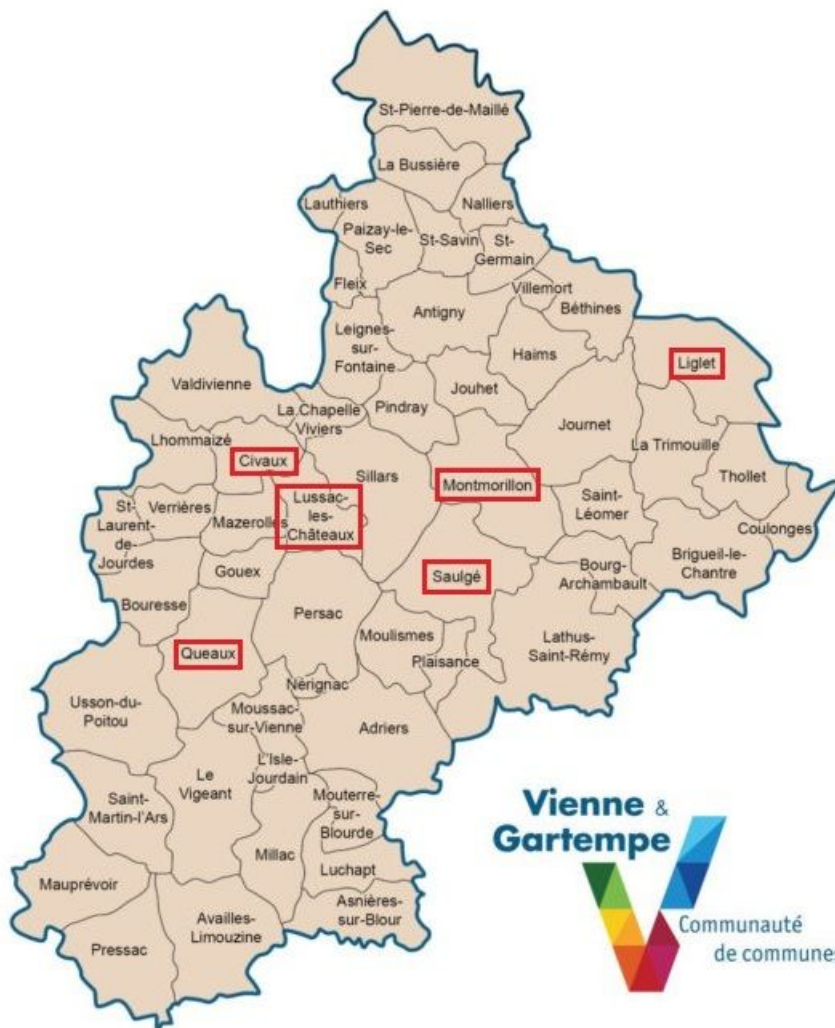 St-Pierre-de-Maillé
La Bussière
Lauthiers
Nalliers
Paizay-le-
Sec
St-Savin
St-
Germain
Fleix
Villemort
Béthines
Antigny
Leignes-
sur-
Fontaine
Haims
Liglet
Valdivienne
Jouhet
La Chapelle
Viviers
Pindray
Journet
Lhommaizé
La Trimouille
Civaux
Sillars
Montmorillon
Thollet
Lussac-
les-
Châteaux
Saint-
Léomer
St-
Laurent-
de-
Jourdes
Verrières
Mazerolles
Coulonges
Gouex
Saulgé
Bourg-
Archambault
Brigueil-le-
Chantre
Bouresse
Persac
Queaux
Moulismes
Plaisance
Lathus-
Saint-Rémy
Nérignac
Usson-du-
Poitou
Moussac-
sur-Vienne
Adriers
L'Isle-
Jourdain
Le
Vigeant
Saint-
Martin-l'Ars
Mouterre-
sur-
Blourde
Millac
Luchapt
Mauprévoir
Availles-
Limouzine
Asnières-
sur-Blour
Pressac
Vienne &
Gartempe
Communauté
de communes